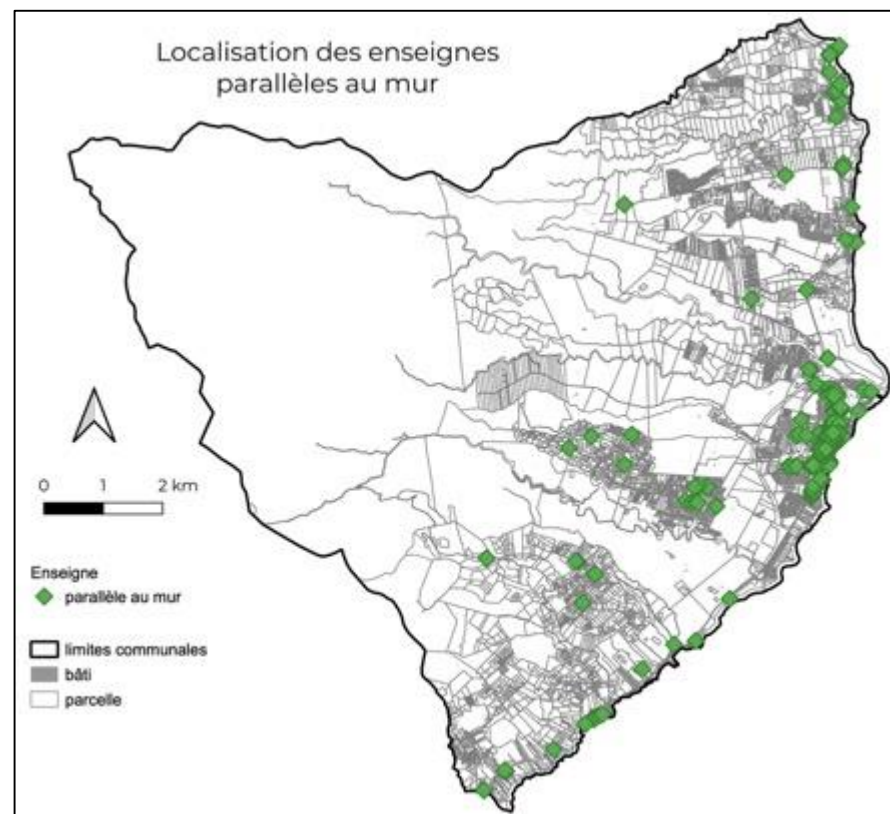 Localisation des enseignes
parallèles au mur
0 1 2 km
Enseigne
parallèle au mur
limites communales
bâti
parcelle